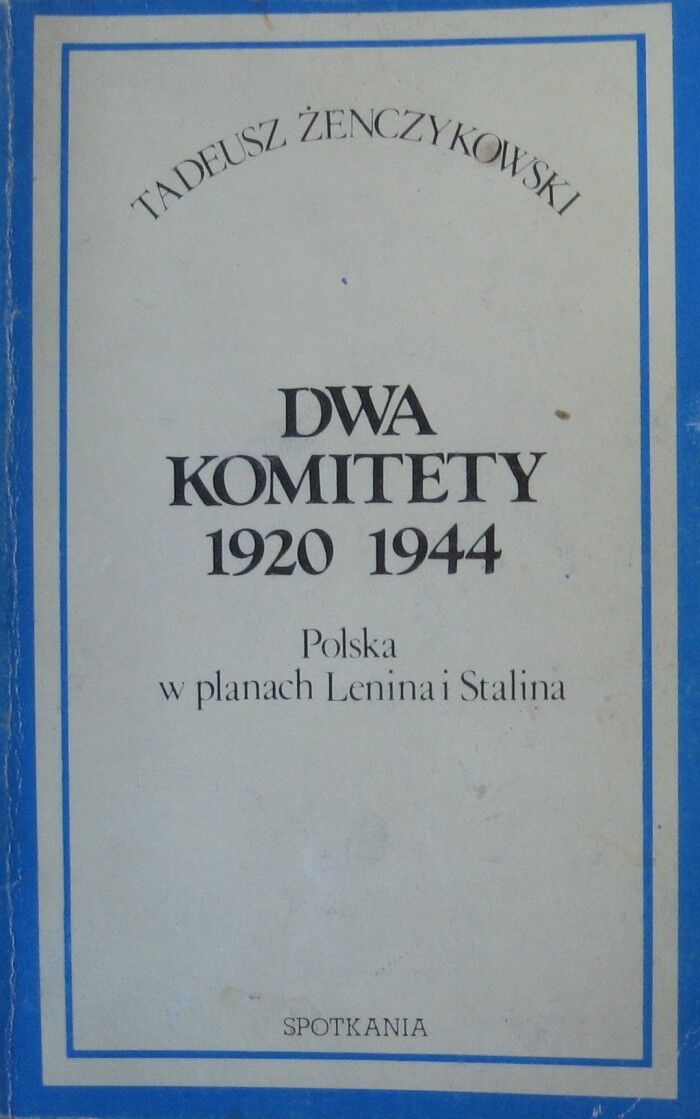 TADEUSZ ŻENCZYKOWSKI
DWA
KOMITETY
1920 1944
Polska
w planach Lenina i Stalina
SPOTKANIA